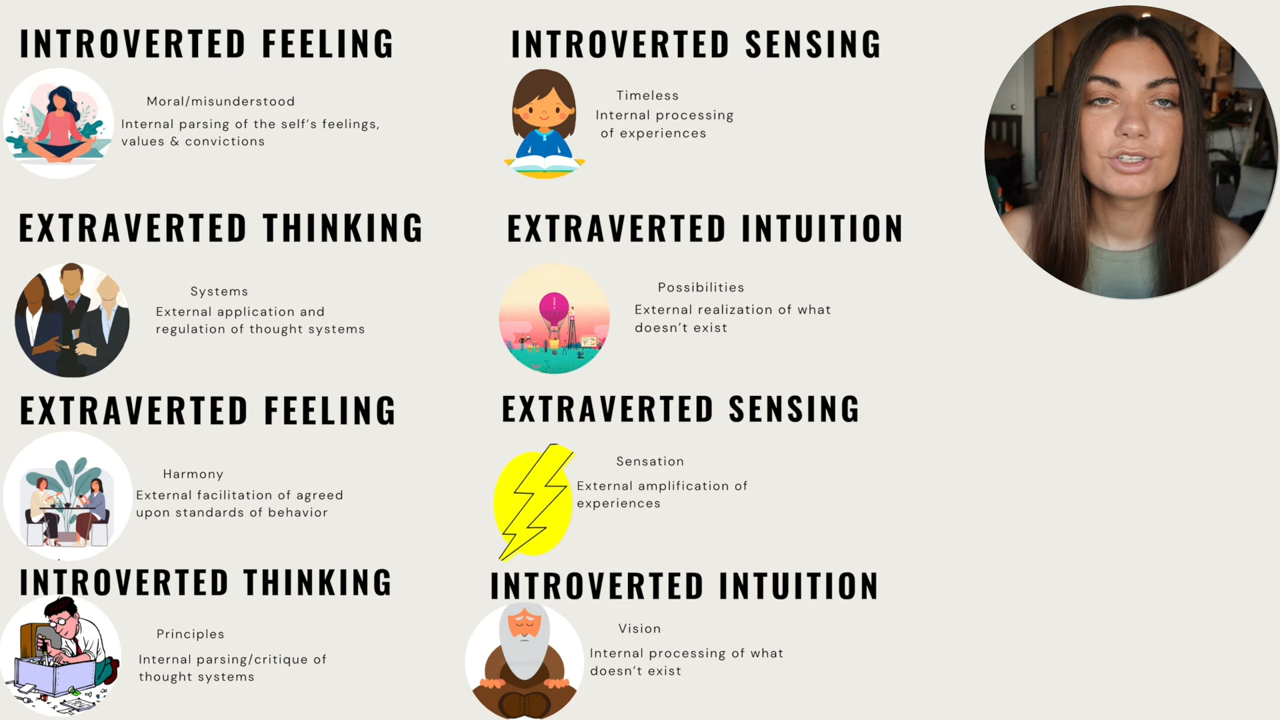 INTROVERTED FEELING
Moral/misunderstood
Internal parsing of the self's feelings,
values & convictions
EXTRAVERTED THINKING
Systems
External application and
regulation of thought systems
EXTRAVERTED FEELING
Harmony
External facilitation of agreed
upon standards of behavior
INTROVERTED THINKING
Principles
Internal parsing/critique of
thought systems
INTROVERTED SENSING
Timeless
Internal processing
of experiences
EXTRAVERTED INTUITION
Possibilities
External realization of what
doesn't exist
EXTRAVERTED SENSING
Sensation
External amplification of
experiences
INTROVERTED INTUITION
Vision
Internal processing of what
doesn't exist